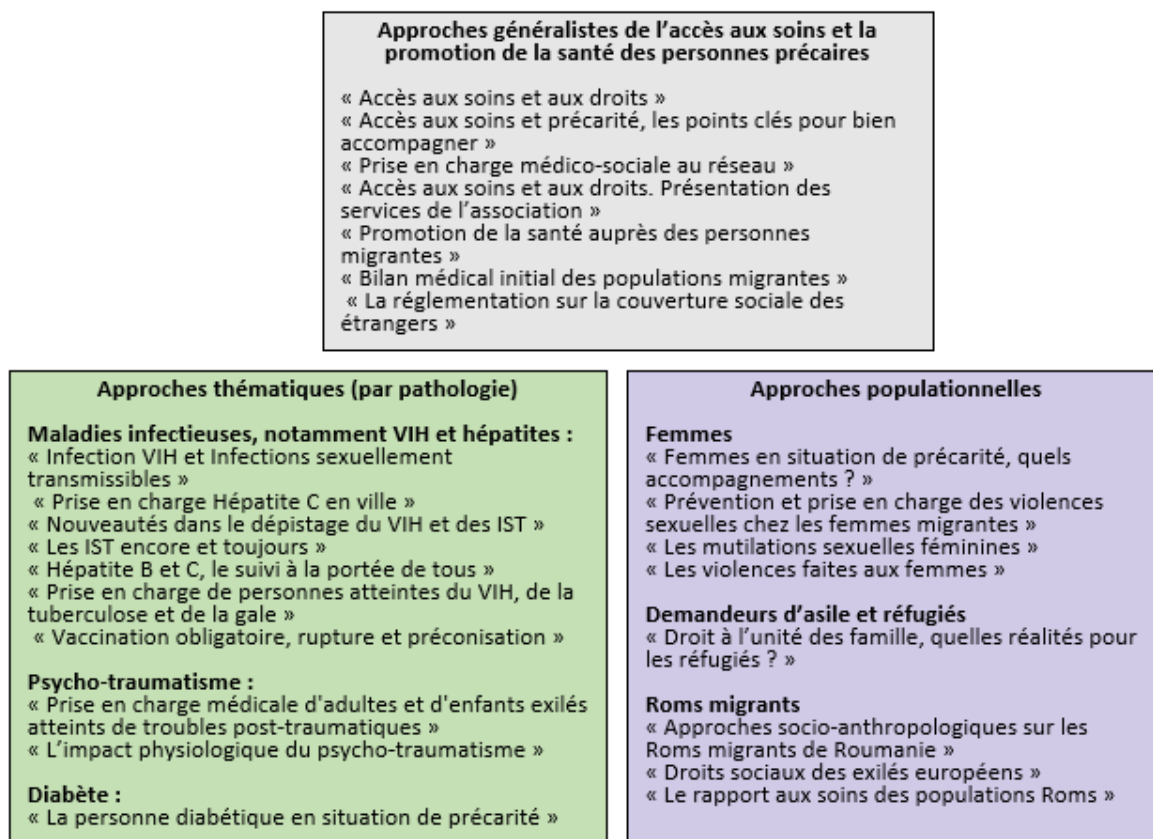 Approches généralistes de l’accès aux soins et la
promotion de la santé des personnes précaires
« Accès aux soins et aux droits »
« Accès aux soins et précarité, les points clés pour bien
accompagner »
« Prise en charge médico-sociale au réseau »
« Accès aux soins et aux droits. Présentation des
services de l’association »
« Promotion de la santé auprès des personnes
migrantes »
« Bilan médical initial des populations migrantes »
« La réglementation sur la couverture sociale des
étrangers »
Approches thématiques (par pathologie)
Maladies infectieuses, notamment VIH et hépatites :
« Infection VIH et Infections sexuellement
transmissibles »
« Prise en charge Hépatite C en ville »
« Nouveautés dans le dépistage du VIH et des IST »
« Les IST encore et toujours »
« Hépatite B et C, le suivi à la portée de tous »
« Prise en charge de personnes atteintes du VIH, de la
tuberculose et de la gale »
« Vaccination obligatoire, rupture et préconisation »
Psycho-traumatisme :
« Prise en charge médicale d'adultes et d'enfants exilés
atteints de troubles post-traumatiques »
« L’impact physiologique du psycho-traumatisme »
Diabète :
« La personne diabétique en situation de précarité »
Approches populationnelles
Femmes
« Femmes en situation de précarité, quels
accompagnements ? »
« Prévention et prise en charge des violences
sexuelles chez les femmes migrantes »
« Les mutilations sexuelles féminines »
« Les violences faites aux femmes »
Demandeurs d’asile et réfugiés
« Droit à l’unité des famille, quelles réalités pour
les réfugiés ? »
Roms migrants
« Approches socio-anthropologiques sur les
Roms migrants de Roumanie »
« Droits sociaux des exilés européens »
« Le rapport aux soins des populations Roms »